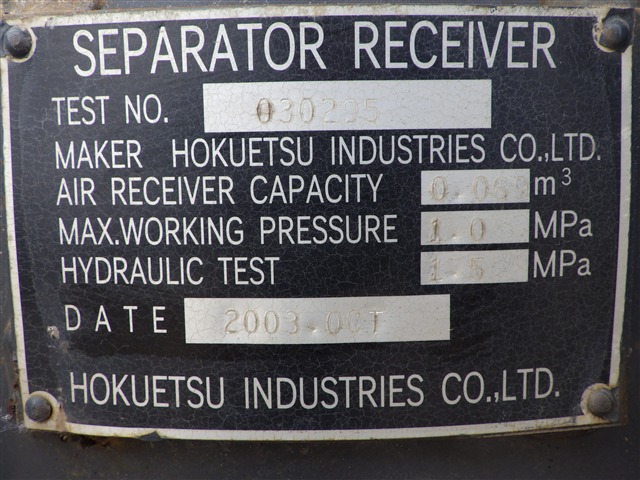 SEPARATOR RECEIVER
TEST NO. 030295
MAKER HOKUETSU INDUSTRIES CO.,LTD.
AIR RECEIVER CAPACITY m³
MAX.WORKING PRESSURE 1.0 MPa
HYDRAULIC TEST 1.5 MPa
DATE 2003.OCT
HOKUETSU INDUSTRIES CO.,LTD.